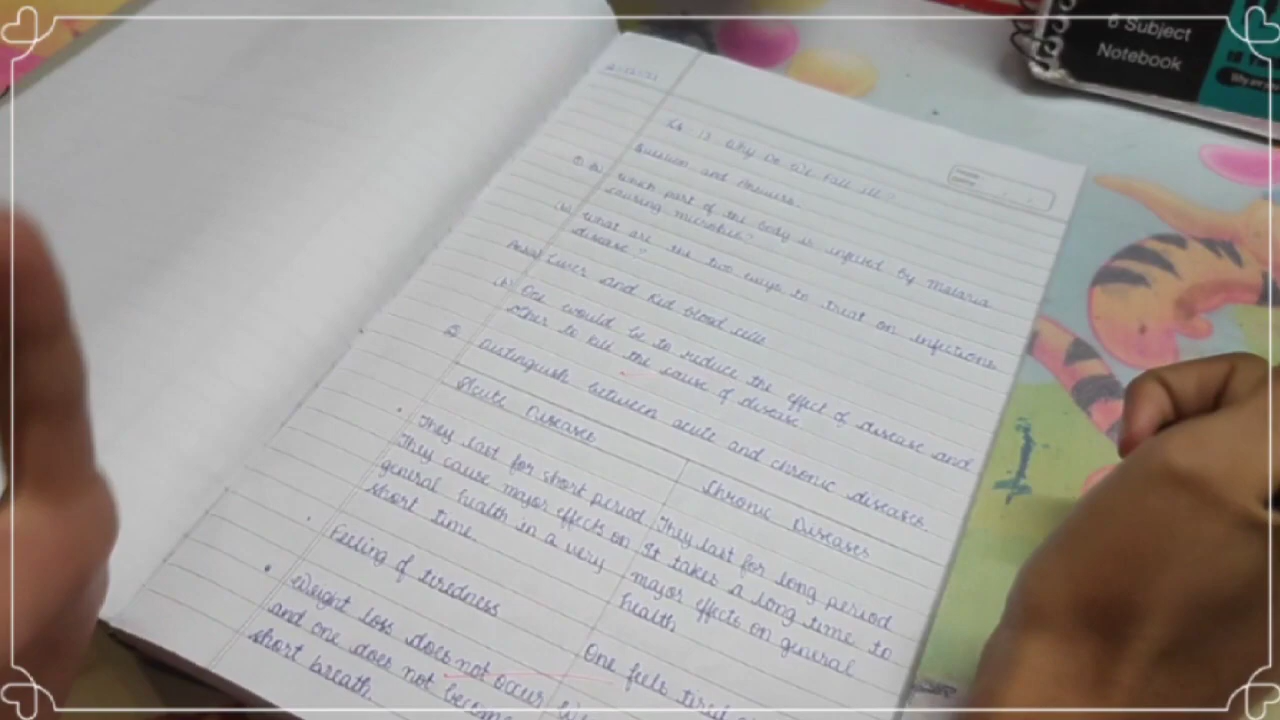 6 Subject
Notebook
Ls 13 Why Do We Fall Ill?
Question and Answers.
① (a) which part of the body is infected by Malaria
causing microbe?
(b) what are the two ways to treat an infectious
disease?
Ans(a) Liver and Red blood cells
(b) One would be to reduce the effect of disease and
other to kill the cause of disease
② Distinguish between acute and chronic diseases.
Acute Diseases
Chronic Diseases
• They last for short period
They last for long period
They cause major effects on
It takes a long time to
general health in a very
major effects on general
short time.
health
• Feeling of tiredness
One feels tired
• Weight loss does not occur
and one does not become
short breath